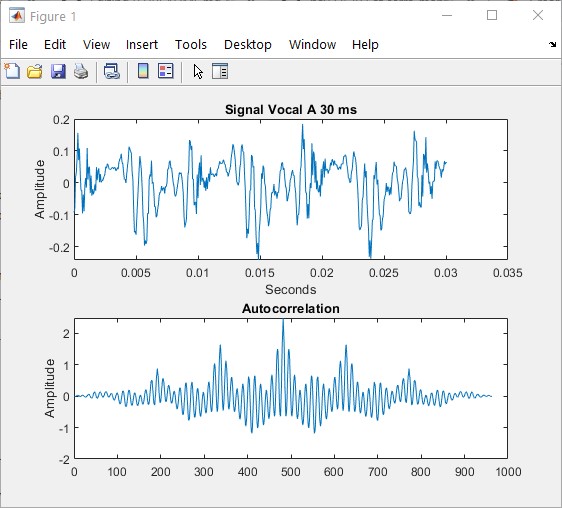 Figure 1
File Edit View Insert Tools Desktop Window Help
Signal Vocal A 30 ms
Amplitude
0.2
0.1
0
-0.1
-0.2
0 0.005 0.01 0.015 0.02 0.025 0.03 0.035
Seconds
Autocorrelation
Amplitude
2
1
0
-1
-2
0 100 200 300 400 500 600 700 800 900 1000